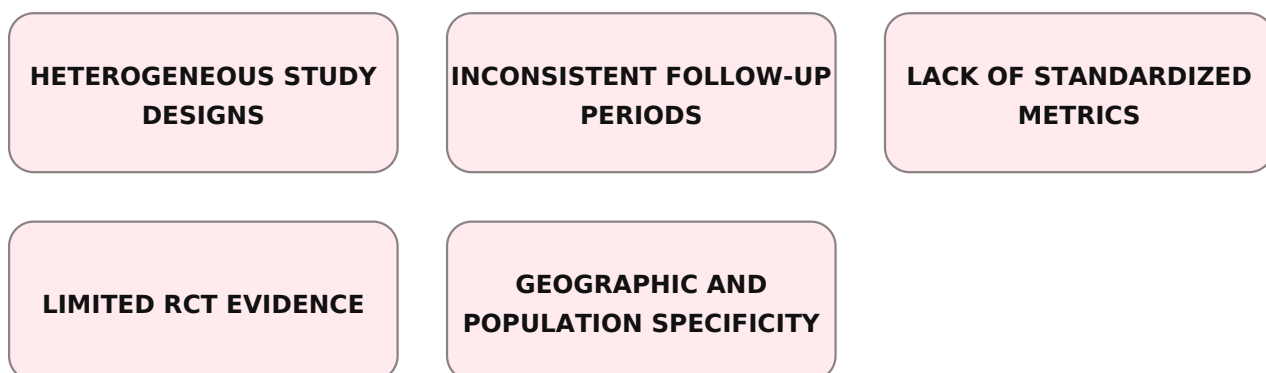 HETEROGENEOUS STUDY
DESIGNS
INCONSISTENT FOLLOW-UP
PERIODS
LACK OF STANDARDIZED
METRICS
LIMITED RCT EVIDENCE
GEOGRAPHIC AND
POPULATION SPECIFICITY